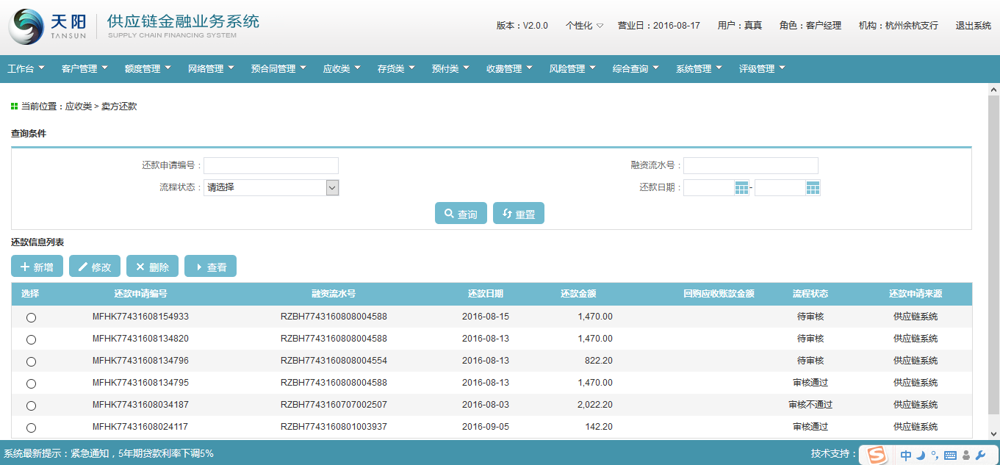 天阳 TANSUN 供应链金融业务系统 SUPPLY CHAIN FINANCING SYSTEM
版本：V2.0.0 个性化 营业日：2016-08-17 用户：真真 角色：客户经理 机构：杭州余杭支行 退出系统
工作台 客户管理 额度管理 网络管理 预合同管理 应收类 存货类 预付类 收费管理 风险管理 综合查询 系统管理 评级管理
当前位置：应收类 > 卖方还款
查询条件
还款申请编号： 融资流水号：
流程状态： 请选择 还款日期： -
查询 重置
还款信息列表
新增 修改 删除 查看
选择 还款申请编号 融资流水号 还款日期 还款金额 回购应收账款金额 流程状态 还款申请来源
MFHK77431608154933 RZBH7743160808004588 2016-08-15 1,470.00 待审核 供应链系统
MFHK77431608134820 RZBH7743160808004588 2016-08-13 1,470.00 待审核 供应链系统
MFHK77431608134796 RZBH7743160808004554 2016-08-13 822.20 待审核 供应链系统
MFHK77431608134795 RZBH7743160808004588 2016-08-13 1,470.00 审核通过 供应链系统
MFHK77431608034187 RZBH7743160707002507 2016-08-03 2,022.20 审核不通过 供应链系统
MFHK77431608024117 RZBH7743160801003937 2016-09-05 142.20 审核通过 供应链系统
系统最新提示：紧急通知，5年期贷款利率下调5% 技术支持： S 中